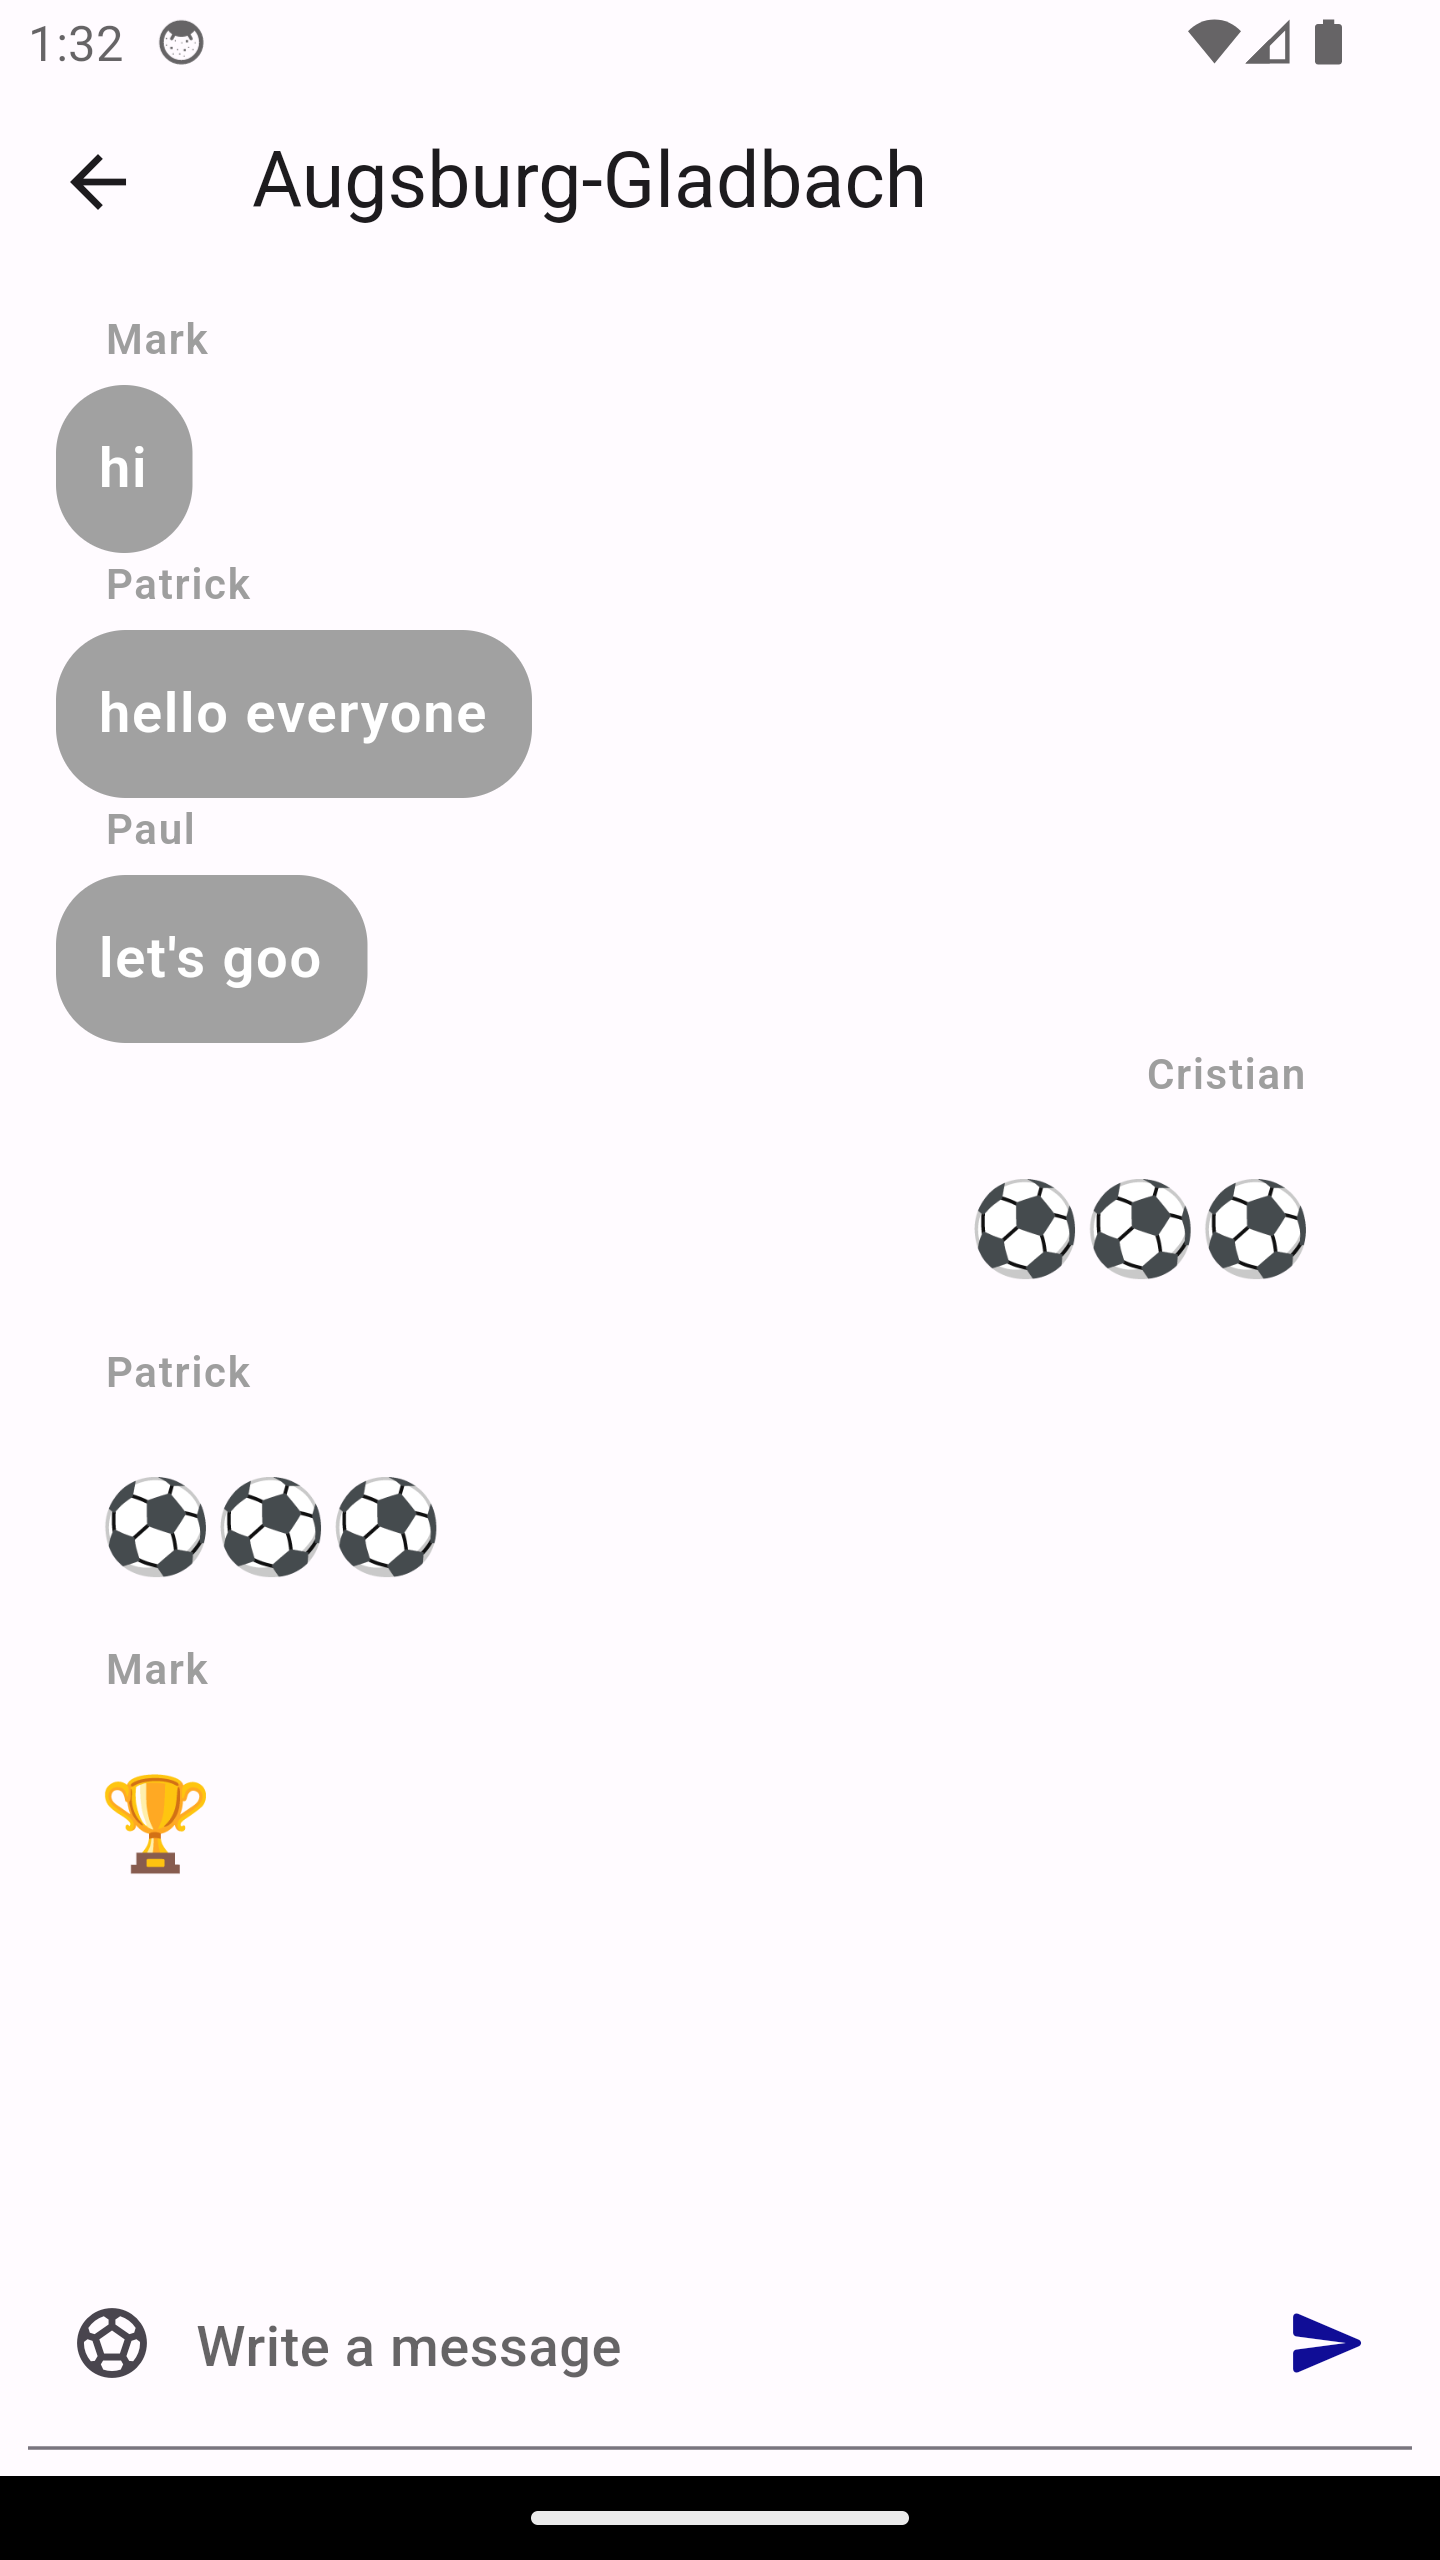 1:32
Augsburg-Gladbach
Mark
hi
Patrick
hello everyone
Paul
let's goo
Cristian
⚽⚽⚽
Patrick
⚽⚽⚽
Mark
🏆
Write a message